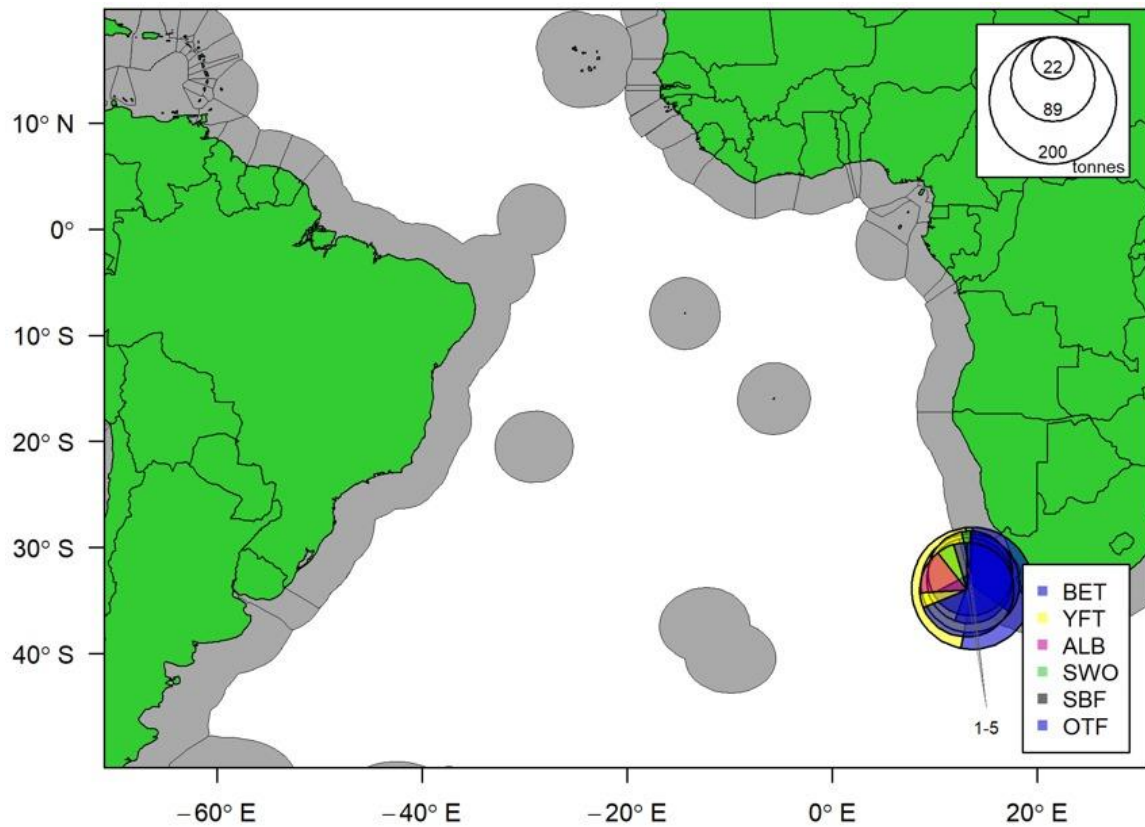 22
89
200
tonnes
10° N
0°
10° S
20° S
30° S
40° S
BET
YFT
ALB
SWO
SBF
OTF
1-5
−60° E
−40° E
−20° E
0° E
20° E